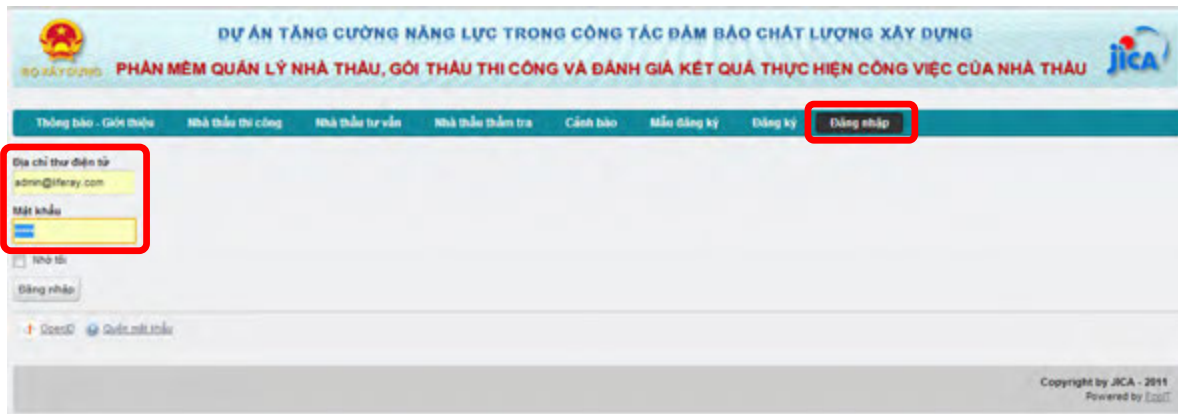 DỰ ÁN TĂNG CƯỜNG NĂNG LỰC TRONG CÔNG TÁC ĐẢM BẢO CHẤT LƯỢNG XÂY DỰNG
BỘ XÂY DỰNG
PHẦN MỀM QUẢN LÝ NHÀ THẦU, GÓI THẦU THI CÔNG VÀ ĐÁNH GIÁ KẾT QUẢ THỰC HIỆN CÔNG VIỆC CỦA NHÀ THẦU
jica
Thông báo - Giới thiệu Nhà thầu thi công Nhà thầu tư vấn Nhà thầu thẩm tra Cảnh báo Mẫu đăng ký Đăng ký Đăng nhập
Địa chỉ thư điện tử
admin@liferay.com
Mật khẩu
Nhớ tôi
Đăng nhập
OpenID Quên mật khẩu
Copyright by JICA - 2011
Powered by